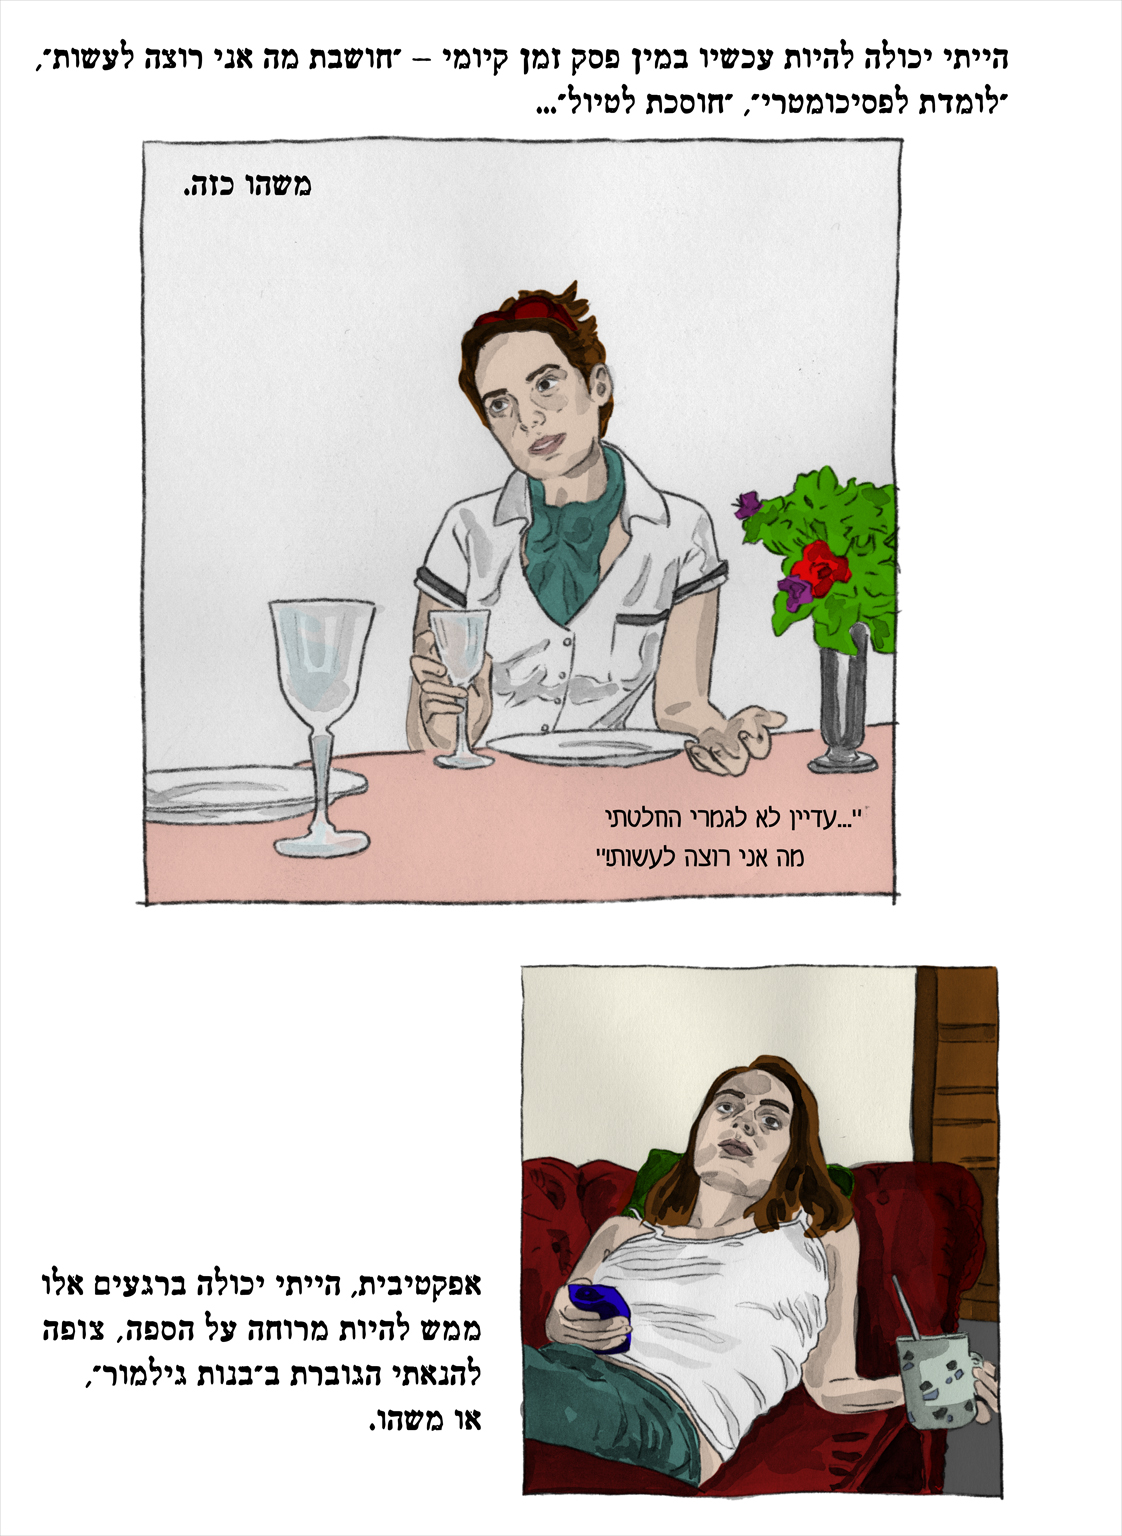 הייתי יכולה להיות עכשיו במין פסק זמן קיומי – ״חושבת מה אני רוצה לעשות״,
״לומדת לפסיכומטרי״, ״חוסכת לטיול״...
משהו כזה.
"...עדיין לא לגמרי החלטתי
מה אני רוצה לעשות!"
אפקטיבית, הייתי יכולה ברגעים אלו
ממש להיות מרוחה על הספה, צופה
להנאתי הגוברת ב״בנות גילמור״,
או משהו.